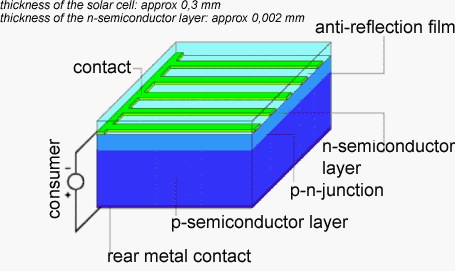 thickness of the solar cell: approx 0,3 mm
thickness of the n-semiconductor layer: approx 0,002 mm
anti-reflection film
contact
n-semiconductor
layer
p-n-junction
consumer
-
+
p-semiconductor layer
rear metal contact